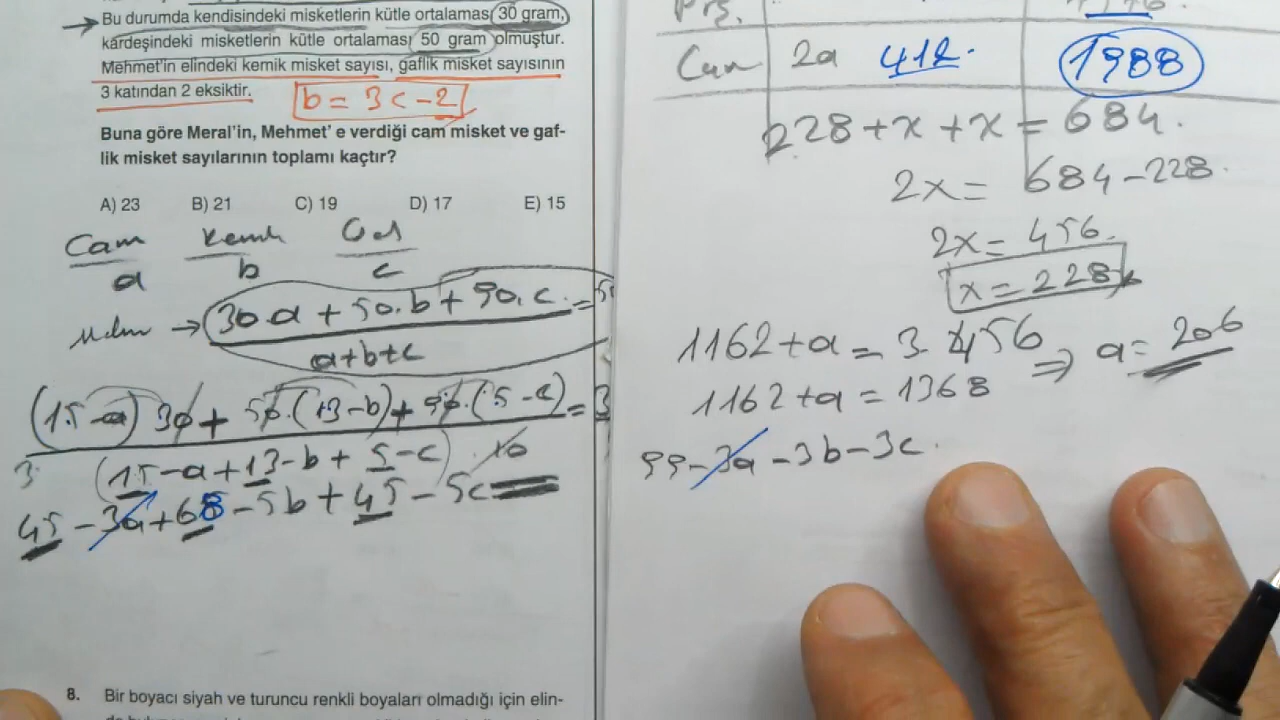 Bu durumda kendisindeki misketlerin kütle ortalaması 30 gram,
kardeşindeki misketlerin kütle ortalaması 50 gram olmuştur.
Mehmet'in elindeki kemik misket sayısı, gaflik misket sayısının
3 katından 2 eksiktir.
b = 3c - 2
Buna göre Meral'in, Mehmet' e verdiği cam misket ve gaf-
lik misket sayılarının toplamı kaçtır?
A) 23 B) 21 C) 19 D) 17 E) 15
Cam
a b c
→ 30.a + 50.b + 90.c =
a+b+c
(15-a) 30 + 50.(13-b) + 90.(5-c) = 3
3 (15-a+13-b+5-c) 10
45 - 3a + 68 - 5b + 45 - 5c
8. Bir boyacı siyah ve turuncu renkli boyaları olmadığı için elin-
Cam 2a 412. 1988
228 + x + x = 684.
2x = 684 - 228.
2x = 456.
x = 228
1162 + a = 3 456 ⇒ a = 206
1162 + a = 1368
99 - 3a - 3b - 3c.